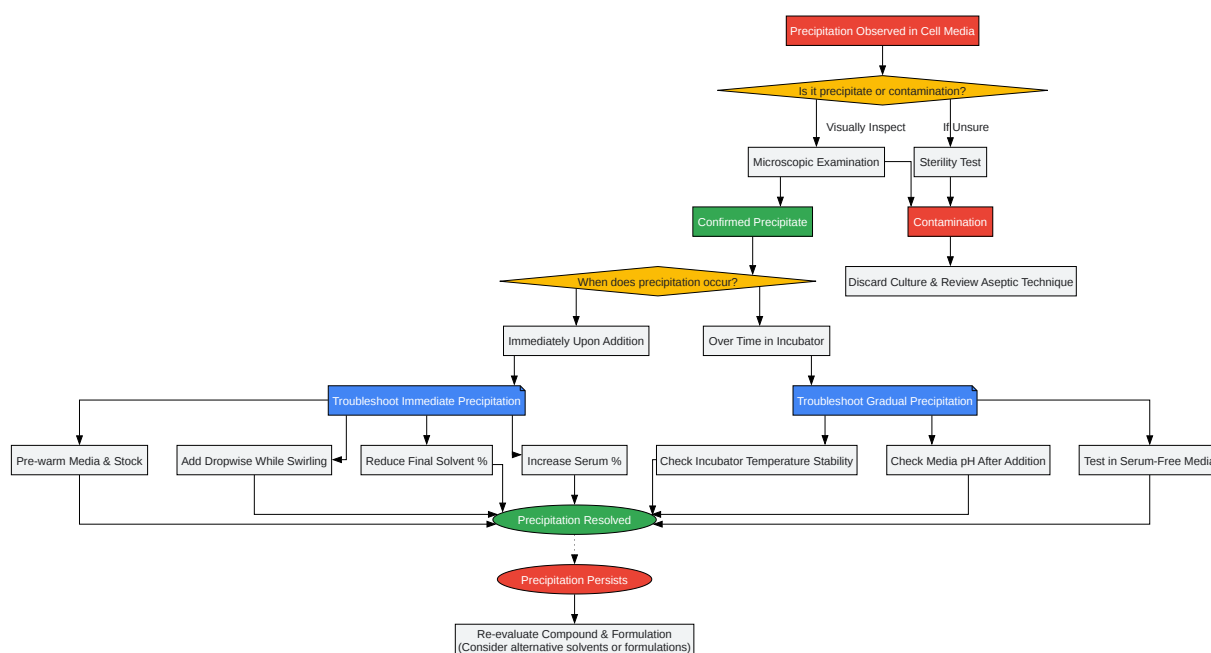 Precipitation Observed in Cell Media
Is it precipitate or contamination?
Visually Inspect
If Unsure
Microscopic Examination
Sterility Test
Confirmed Precipitate
Contamination
Discard Culture & Review Aseptic Technique
When does precipitation occur?
Immediately Upon Addition
Over Time in Incubator
Troubleshoot Immediate Precipitation
Troubleshoot Gradual Precipitation
Pre-warm Media & Stock
Add Dropwise While Swirling
Reduce Final Solvent %
Increase Serum %
Check Incubator Temperature Stability
Check Media pH After Addition
Test in Serum-Free Media
Precipitation Resolved
Precipitation Persists
Re-evaluate Compound & Formulation
(Consider alternative solvents or formulations)